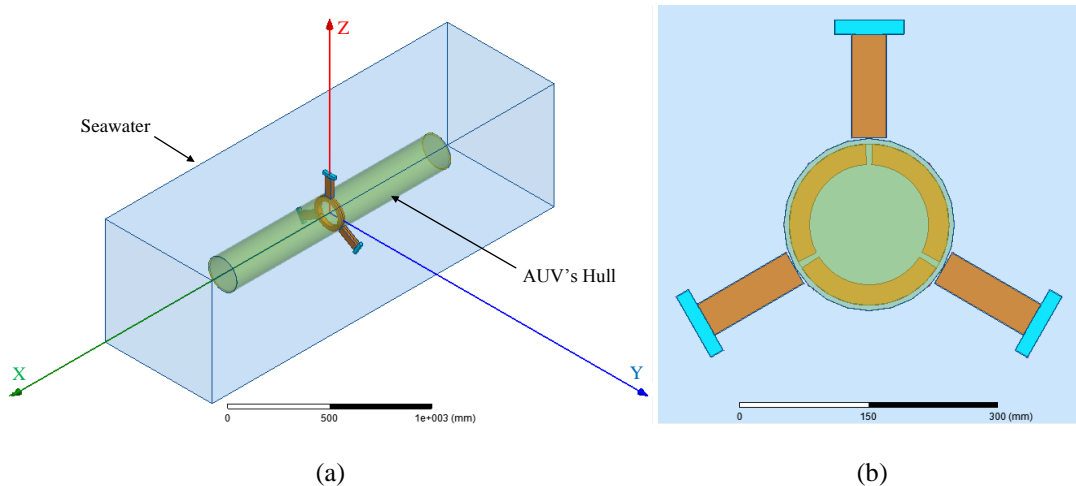 Z
Seawater
AUV's Hull
X
Y
0 500 1e+003 (mm)
0 150 300 (mm)
(a) (b)